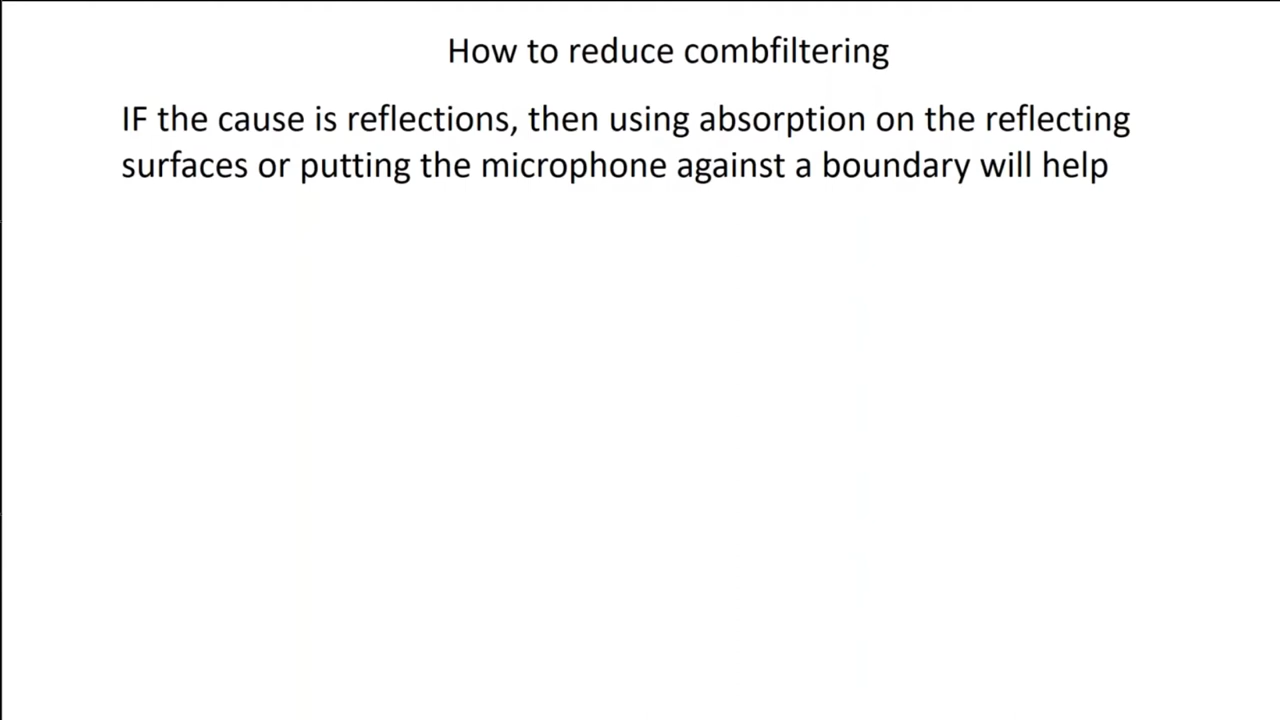 How to reduce combfiltering
IF the cause is reflections, then using absorption on the reflecting
surfaces or putting the microphone against a boundary will help